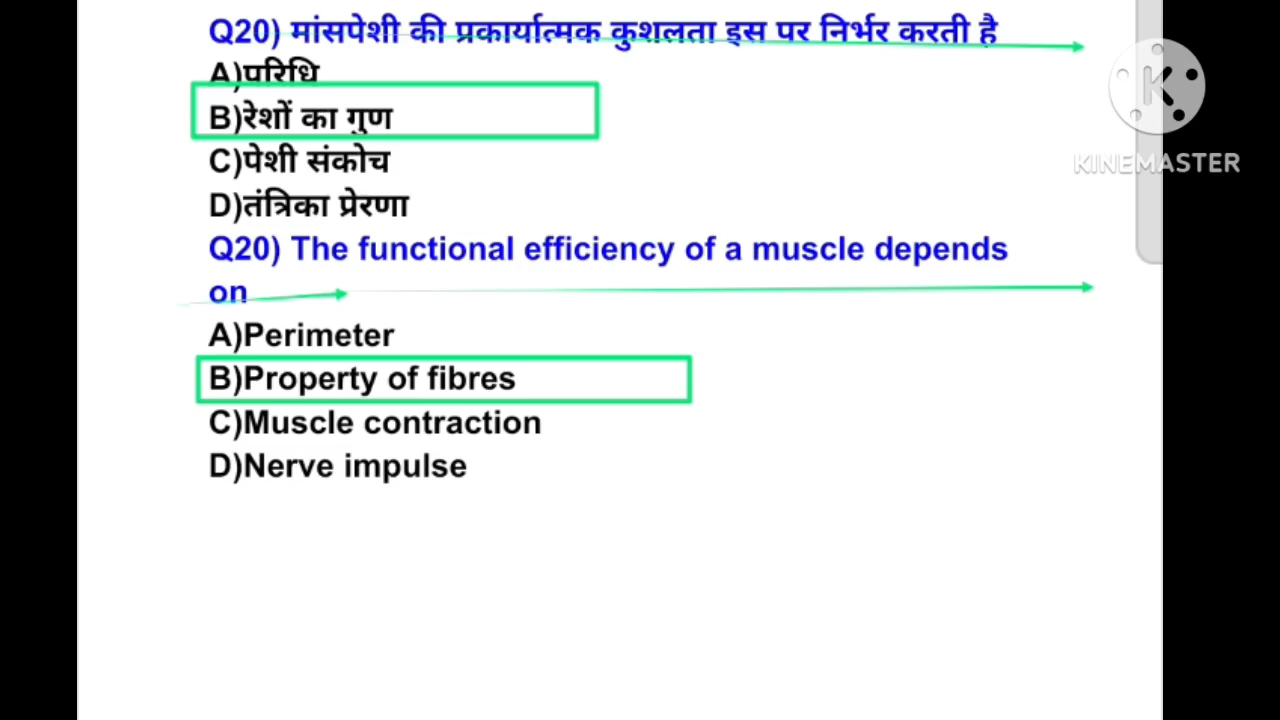 Q20) मांसपेशी की प्रकार्यात्मक कुशलता इस पर निर्भर करती है
A)परिधि
B)रेशों का गुण
C)पेशी संकोच
D)तंत्रिका प्रेरणा
Q20) The functional efficiency of a muscle depends
on
A)Perimeter
B)Property of fibres
C)Muscle contraction
D)Nerve impulse
K
KINEMASTER